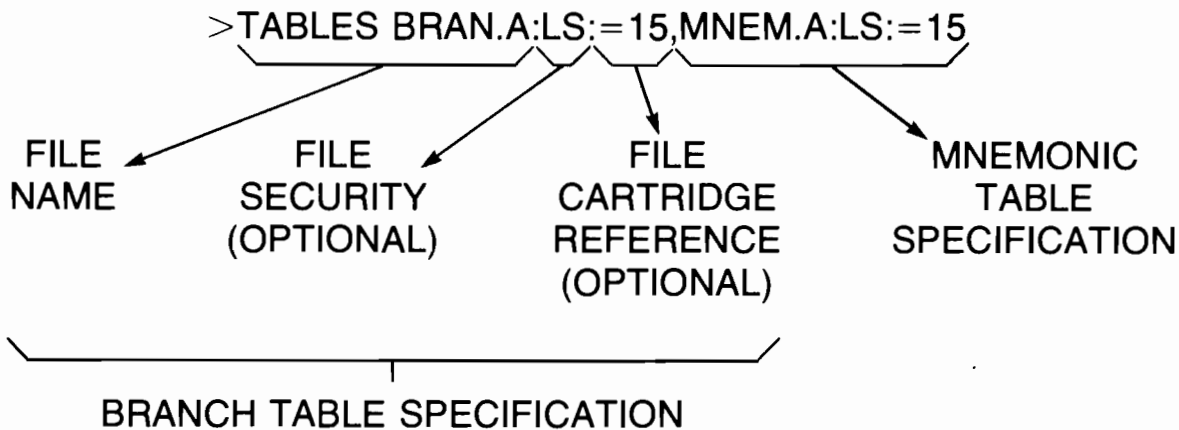 >TABLES BRAN.A:LS:=15,MNEM.A:LS:=15
FILE
NAME
FILE
SECURITY
(OPTIONAL)
FILE
CARTRIDGE
REFERENCE
(OPTIONAL)
MNEMONIC
TABLE
SPECIFICATION
BRANCH TABLE SPECIFICATION